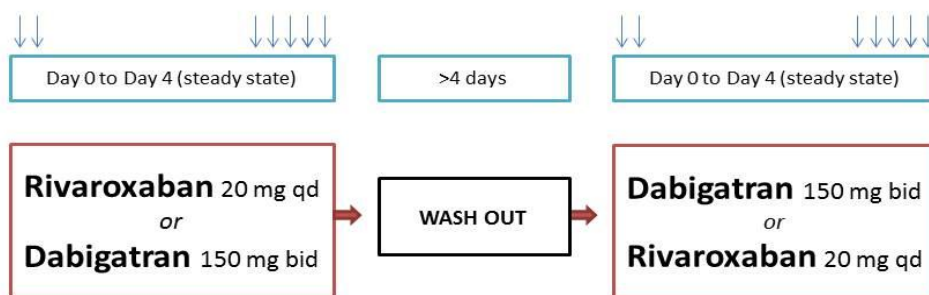 Day 0 to Day 4 (steady state)
>4 days
Day 0 to Day 4 (steady state)
Rivaroxaban 20 mg qd
or
Dabigatran 150 mg bid
WASH OUT
Dabigatran 150 mg bid
or
Rivaroxaban 20 mg qd